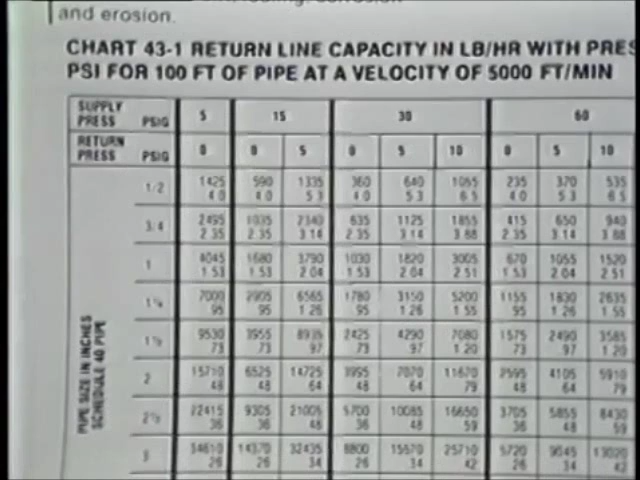 and erosion.
CHART 43-1 RETURN LINE CAPACITY IN LB/HR WITH PRES
PSI FOR 100 FT OF PIPE AT A VELOCITY OF 5000 FT/MIN
SUPPLY PRESS PSIG 5 15 30 60
RETURN PRESS PSIG 0 0 5 0 5 10 0 5 10
PIPE SIZE IN INCHES
SCHEDULE 40 PIPE
1/2 1425 590 1335 360 640 1065 235 370 535
4.0 4.0 5.3 4.0 5.3 6.5 4.0 5.3 6.5
3/4 2495 1035 2340 635 1125 1855 415 650 940
2.35 2.35 3.14 2.35 3.14 3.88 2.35 3.14 3.88
1 4045 1680 3790 1030 1820 3005 670 1055 1520
1.53 1.53 2.04 1.53 2.04 2.51 1.53 2.04 2.51
1¼ 7000 2905 6565 1780 3150 5200 1155 1830 2635
95 95 1.26 95 1.26 1.55 95 1.26 1.55
1½ 9530 3955 8935 2425 4290 7080 1575 2490 3585
73 73 97 73 97 1.20 73 97 1.20
2 15710 6525 14725 3995 7070 11670 2595 4105 5910
48 48 64 48 64 79 48 64 79
2½ 22415 9305 21005 5700 10085 16650 3705 5855 8430
36 36 48 36 48 59 36 48 59
3 34610 14370 32435 8800 15570 25710 5720 9045 13020
26 26 34 26 34 42 26 34 42